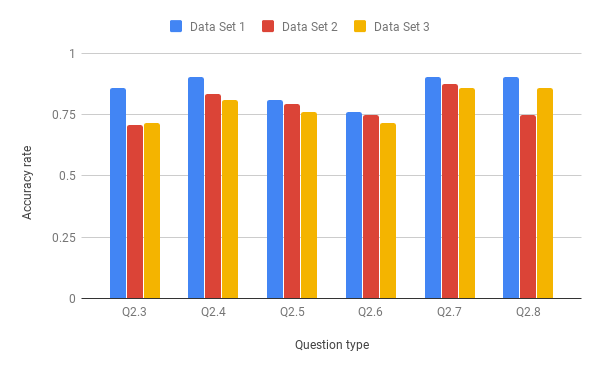 Data Set 1 Data Set 2 Data Set 3
1
0.75
0.5
0.25
0
Accuracy rate
Q2.3 Q2.4 Q2.5 Q2.6 Q2.7 Q2.8
Question type